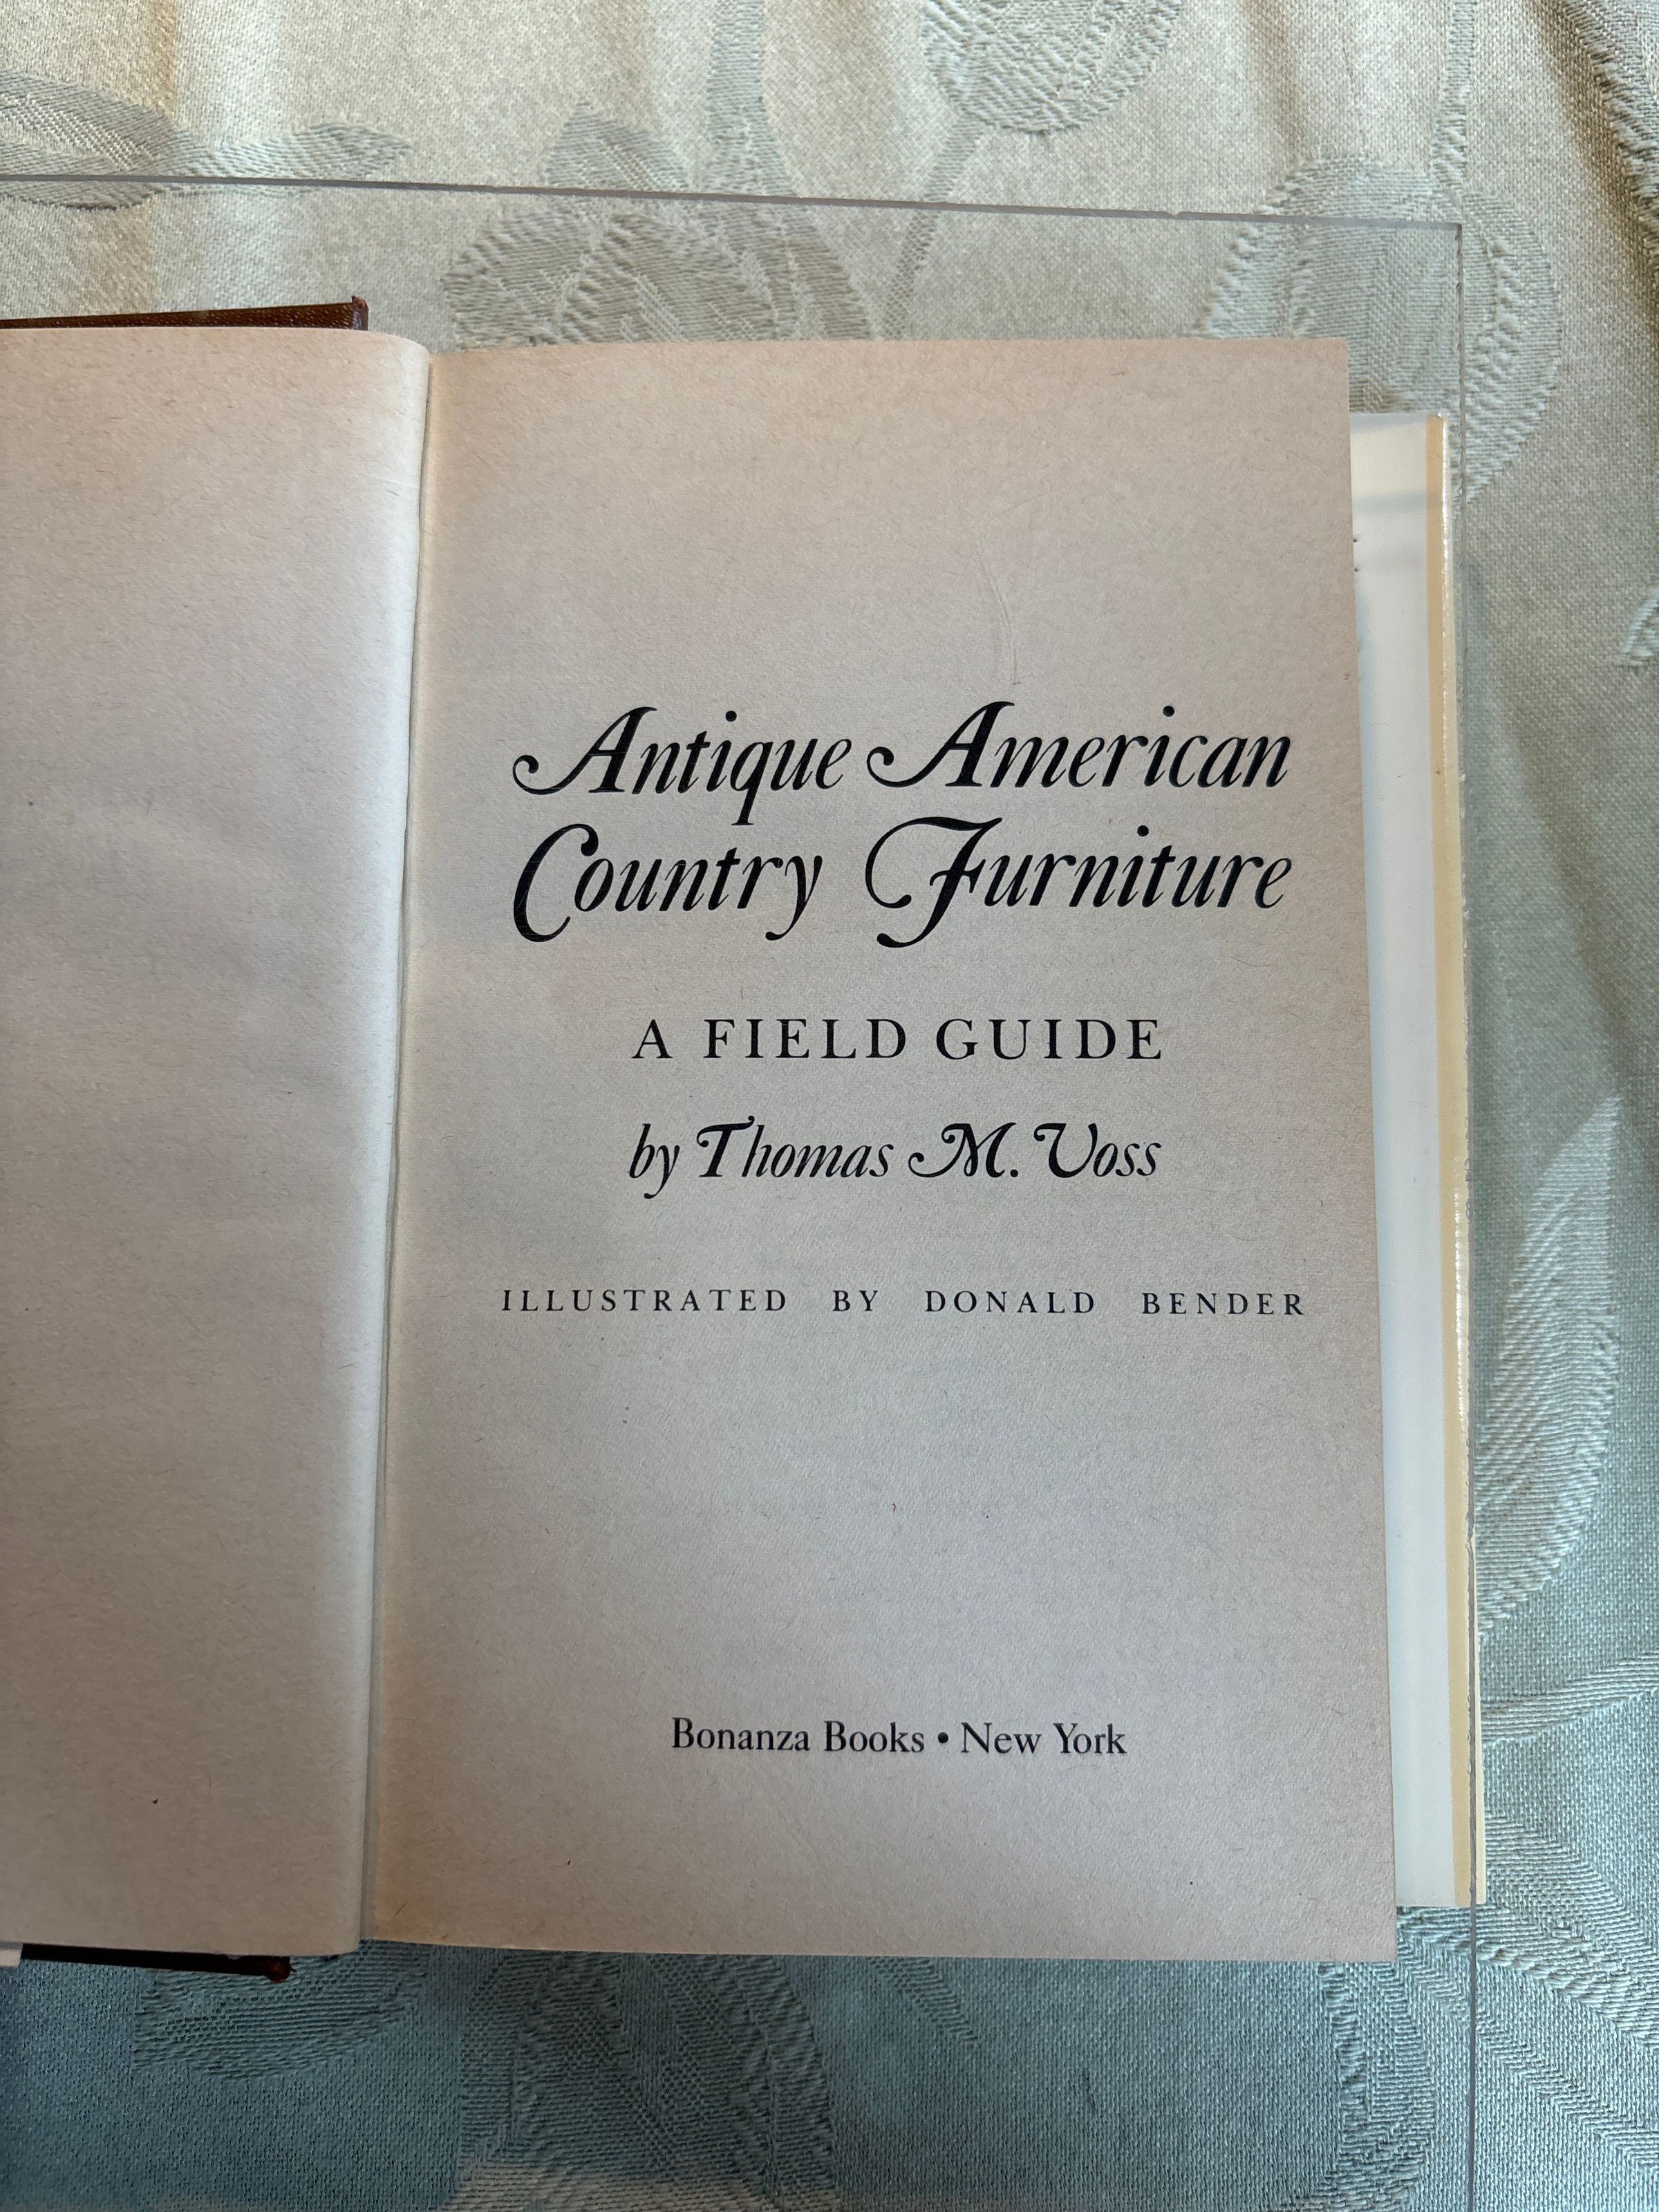 Antique American
Country Furniture
A FIELD GUIDE
by Thomas M. Voss
ILLUSTRATED BY DONALD BENDER
Bonanza Books • New York